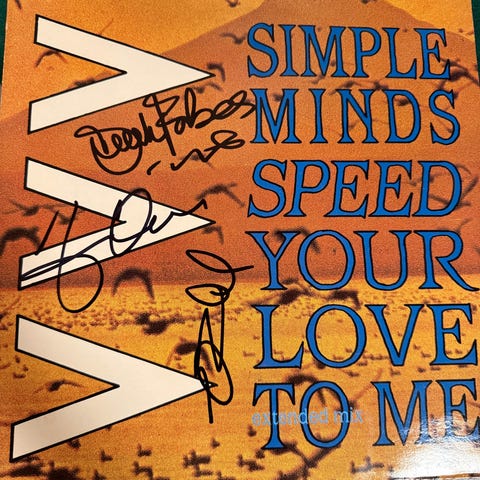 SIMPLE
MINDS
SPEED
YOUR
LOVE
TO ME
extended mix